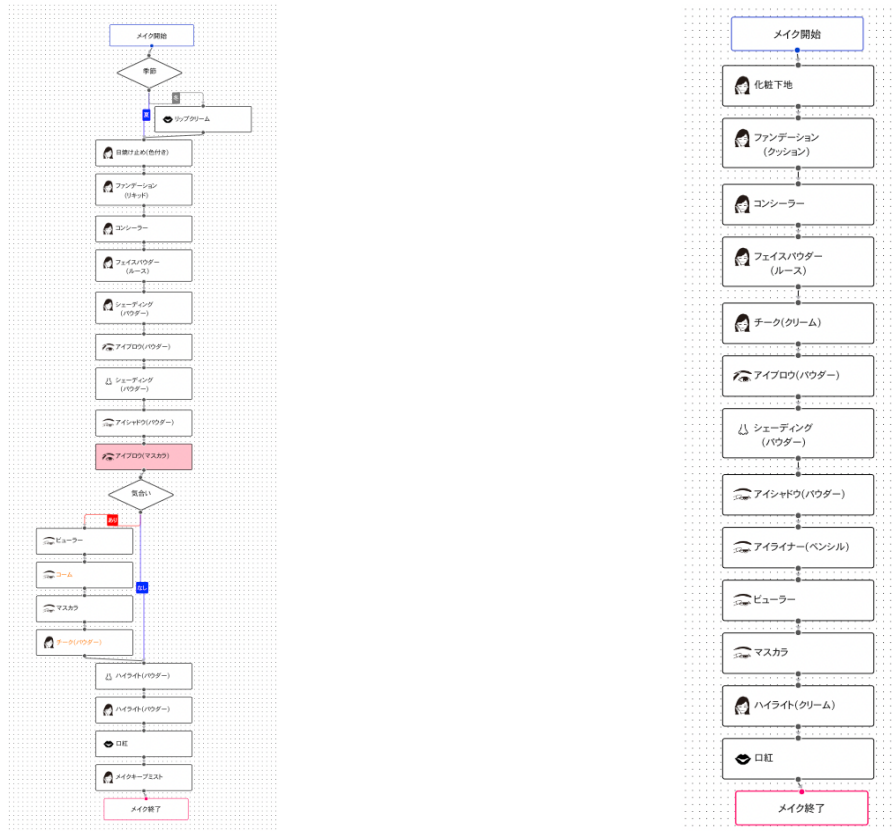 メイク開始
季節
冬
夏
リップクリーム
日焼け止め(色付き)
ファンデーション
(リキッド)
コンシーラー
フェイスパウダー
(ルース)
シェーディング
(パウダー)
アイブロウ(パウダー)
シェーディング
(パウダー)
アイシャドウ(パウダー)
アイブロウ(マスカラ)
気合い
あり
ビューラー
コーム
なし
マスカラ
チーク(パウダー)
ハイライト(パウダー)
ハイライト(パウダー)
口紅
メイクキープミスト
メイク終了
メイク開始
化粧下地
ファンデーション
(クッション)
コンシーラー
フェイスパウダー
(ルース)
チーク(クリーム)
アイブロウ(パウダー)
シェーディング
(パウダー)
アイシャドウ(パウダー)
アイライナー(ペンシル)
ビューラー
マスカラ
ハイライト(クリーム)
口紅
メイク終了